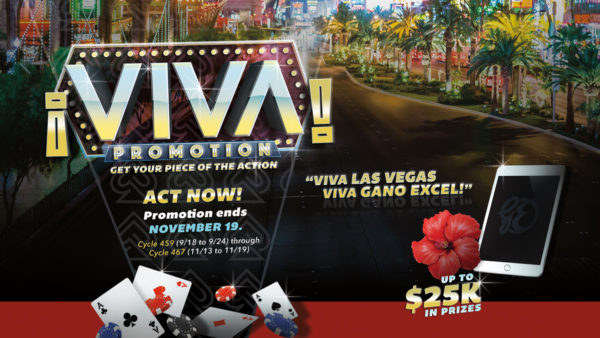 ¡VIVA!
PROMOTION
GET YOUR PIECE OF THE ACTION
ACT NOW!
Promotion ends
NOVEMBER 19.
Cycle 459 (9/18 to 9/24) through
Cycle 467 (11/13 to 11/19)
“VIVA LAS VEGAS
VIVA GANO EXCEL!”
GE
UP TO
$25K
IN PRIZES
A
A
A
A